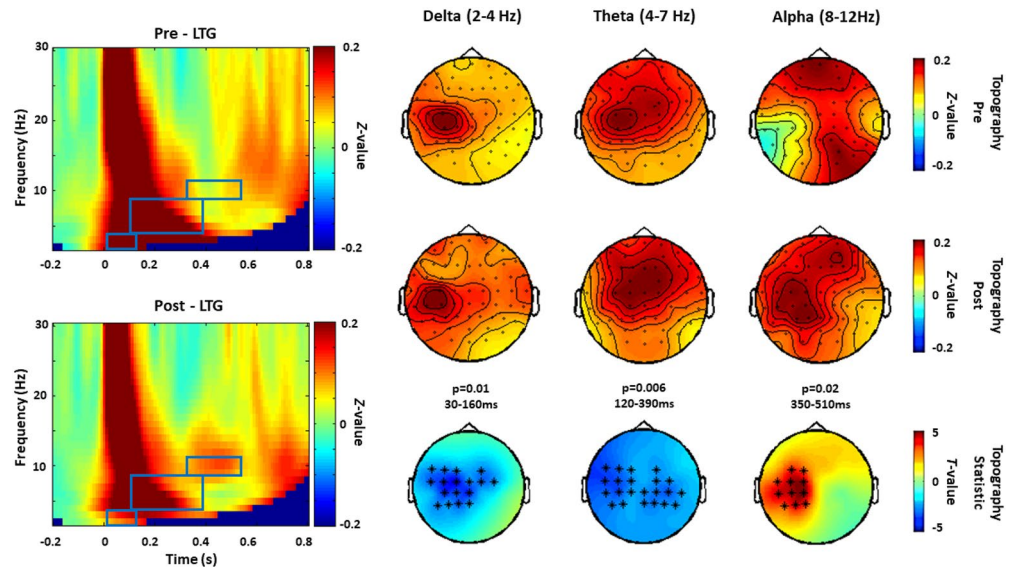 Delta (2-4 Hz)
Theta (4-7 Hz)
Alpha (8-12Hz)
Pre - LTG
Frequency (Hz)
30
20
10
-0.2
0
0.2
0.4
0.6
0.8
0.2
0
-0.2
Z-value
0.2
0
-0.2
Z-value
Topography
Pre
Post - LTG
Frequency (Hz)
30
20
10
-0.2
0
0.2
0.4
0.6
0.8
Time (s)
0.2
0
-0.2
Z-value
0.2
0
-0.2
Z-value
Topography
Post
p=0.01
30-160ms
p=0.006
120-390ms
p=0.02
350-510ms
5
0
-5
T-value
Topography
Statistic